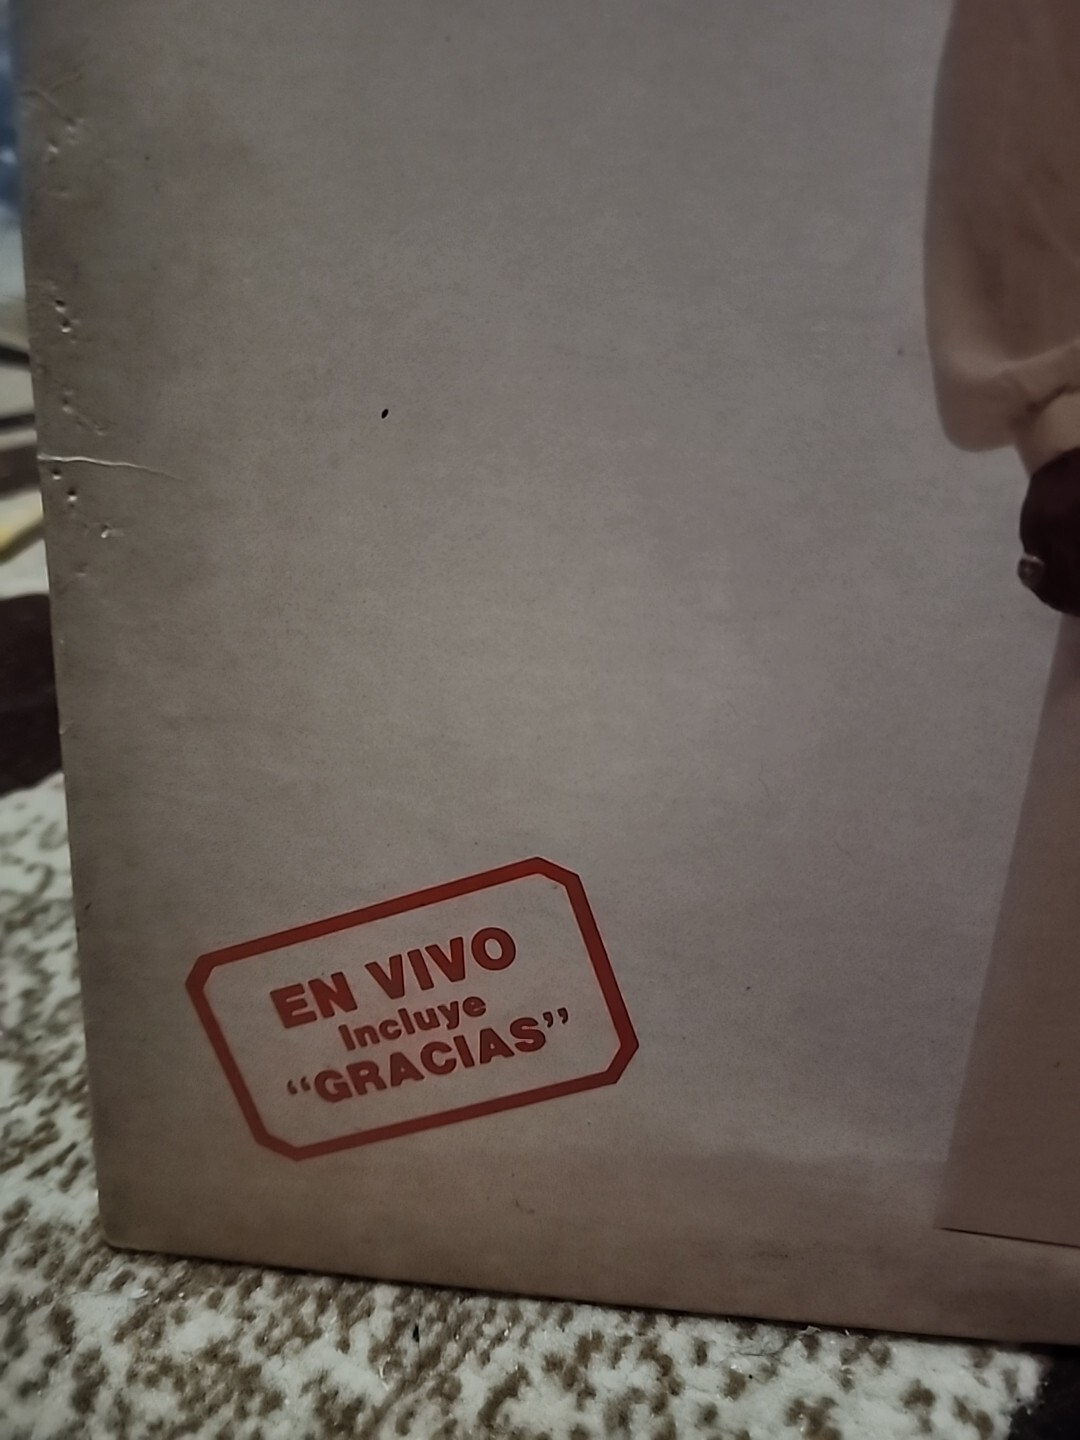 EN VIVO
Incluye
“GRACIAS”